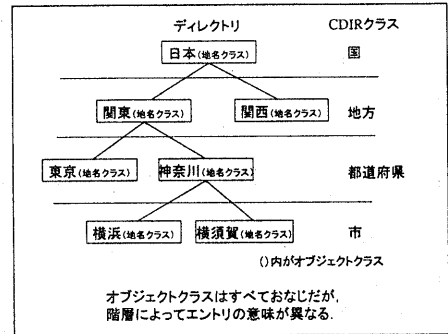 ディレクトリ CDIRクラス
日本(地名クラス) 国
関東(地名クラス) 関西(地名クラス) 地方
東京(地名クラス) 神奈川(地名クラス) 都道府県
横浜(地名クラス) 横須賀(地名クラス) 市
()内がオブジェクトクラス
オブジェクトクラスはすべておなじだが,
階層によってエントリの意味が異なる.